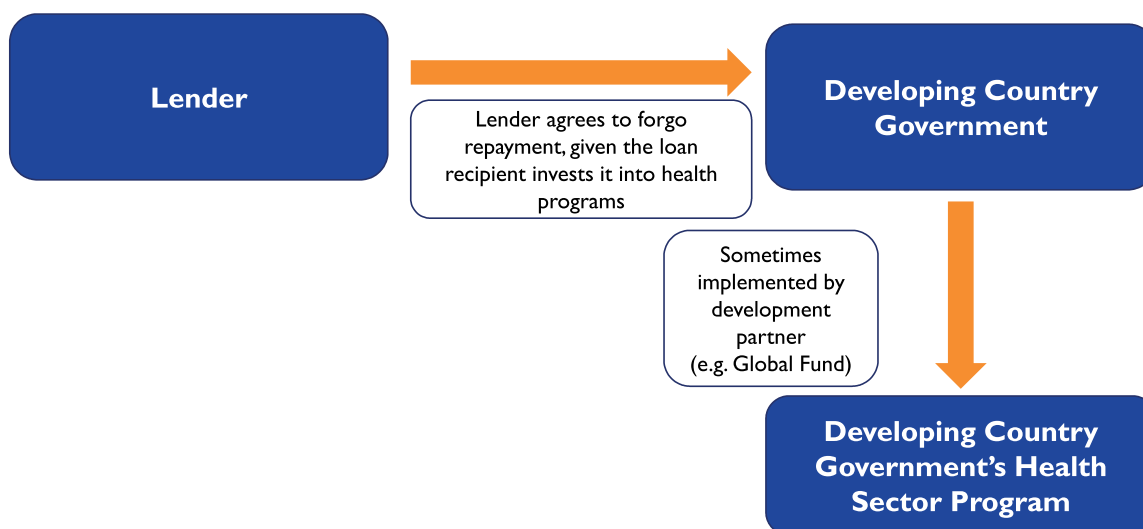 Lender
Developing Country
Government
Lender agrees to forgo
repayment, given the loan
recipient invests it into health
programs
Sometimes
implemented by
development
partner
(e.g. Global Fund)
Developing Country
Government’s Health
Sector Program